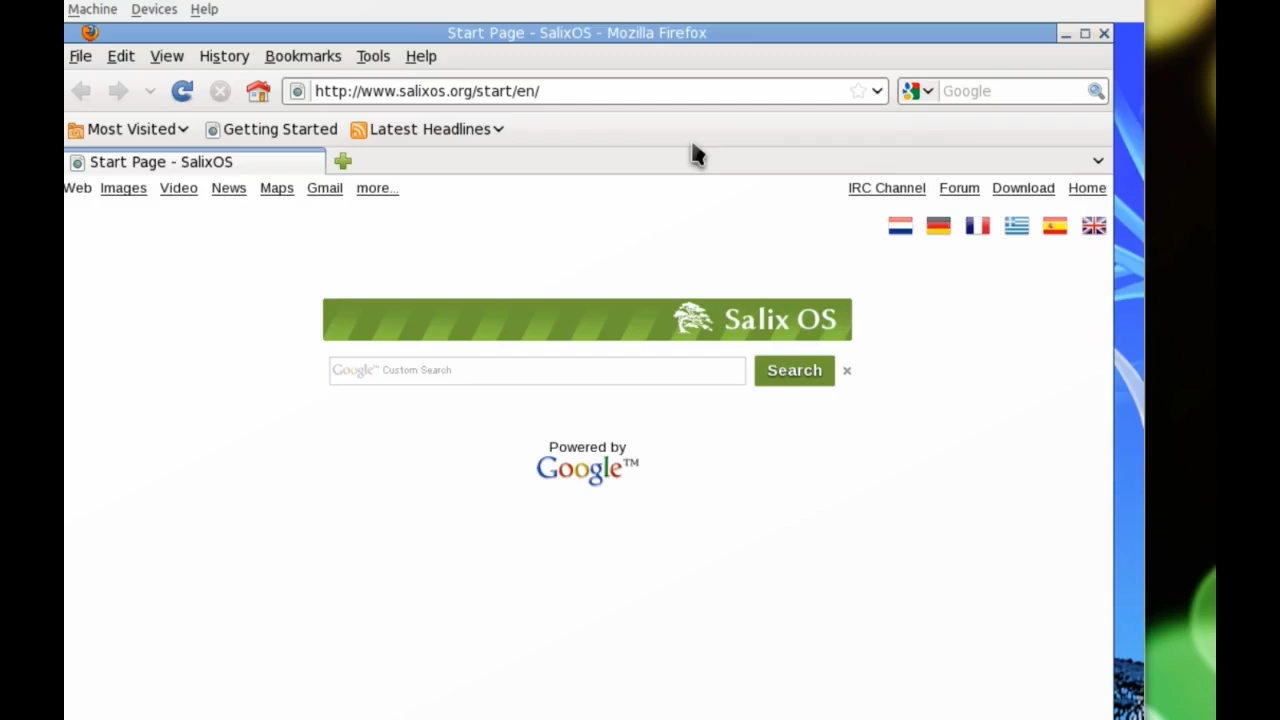 Machine Devices Help
Start Page - SalixOS - Mozilla Firefox
File Edit View History Bookmarks Tools Help
http://www.salixos.org/start/en/ Google
Most Visited Getting Started Latest Headlines
Start Page - SalixOS
Web Images Video News Maps Gmail more... IRC Channel Forum Download Home
Salix OS
Google™ Custom Search Search ×
Powered by
Google™